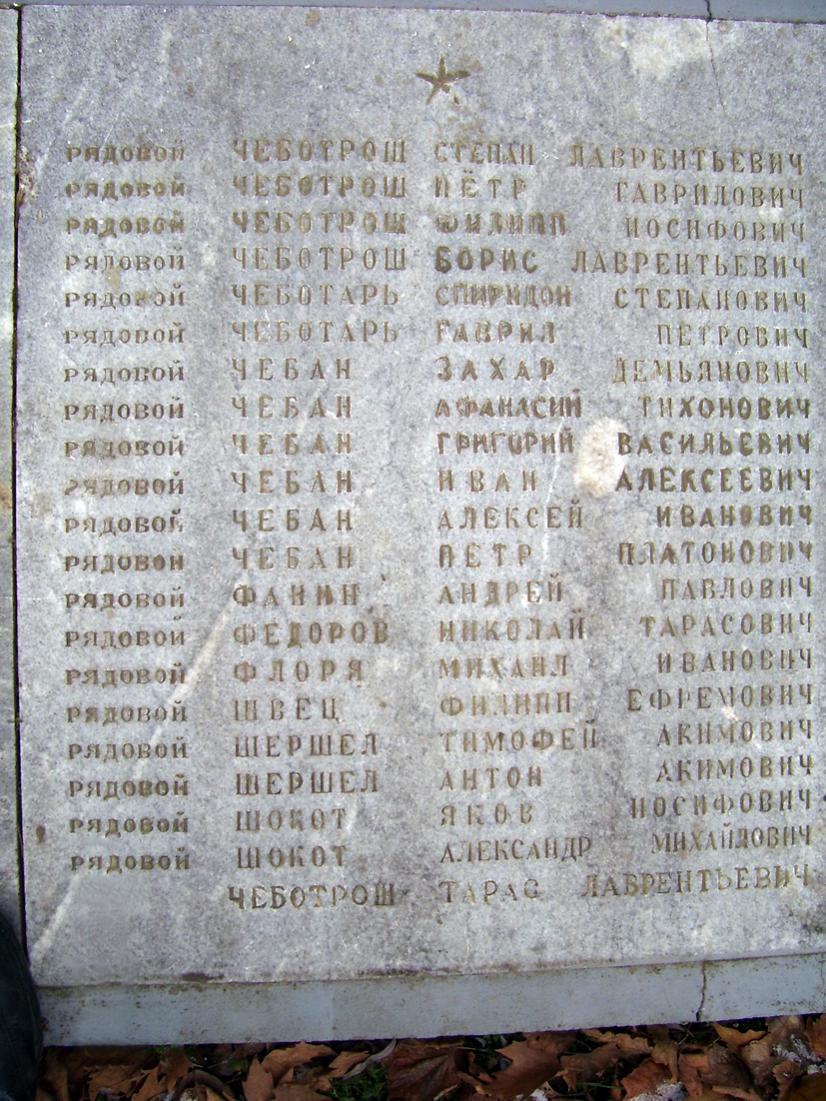 рядовой ЧЕБОТРОШ СТЕПАН ЛАВРЕНТЬЕВИЧ
рядовой ЧЕБОТРОШ ПЁТР ГАВРИЛОВИЧ
рядовой ЧЕБОТРОШ ФИЛИПП ИОСИФОВИЧ
рядовой ЧЕБОТРОШ БОРИС ЛАВРЕНТЬЕВИЧ
рядовой ЧЕБОТАРЬ СПИРИДОН СТЕПАНОВИЧ
рядовой ЧЕБОТАРЬ ГАВРИЛ ПЕТРОВИЧ
рядовой ЧЕБАН ЗАХАР ДЕМЬЯНОВИЧ
рядовой ЧЕБАН АФАНАСИЙ ТИХОНОВИЧ
рядовой ЧЕБАН ГРИГОРИЙ ВАСИЛЬЕВИЧ
рядовой ЧЕБАН ИВАН АЛЕКСЕЕВИЧ
рядовой ЧЕБАН АЛЕКСЕЙ ИВАНОВИЧ
рядовой ЧЕБАН ПЕТР ПЛАТОНОВИЧ
рядовой ФАНИН АНДРЕЙ ПАВЛОВИЧ
рядовой ФЕДОРОВ НИКОЛАЙ ТАРАСОВИЧ
рядовой ФЛОРЯ МИХАИЛ ИВАНОВИЧ
рядовой ШВЕЦ ФИЛИПП ЕФРЕМОВИЧ
рядовой ШЕРШЕЛ ТИМОФЕЙ АКИМОВИЧ
рядовой ШЕРШЕЛ АНТОН АКИМОВИЧ
рядовой ШОКОТ ЯКОВ ИОСИФОВИЧ
рядовой ШОКОТ АЛЕКСАНДР МИХАЙЛОВИЧ
ЧЕБОТРОШ ТАРАС ЛАВРЕНТЬЕВИЧ